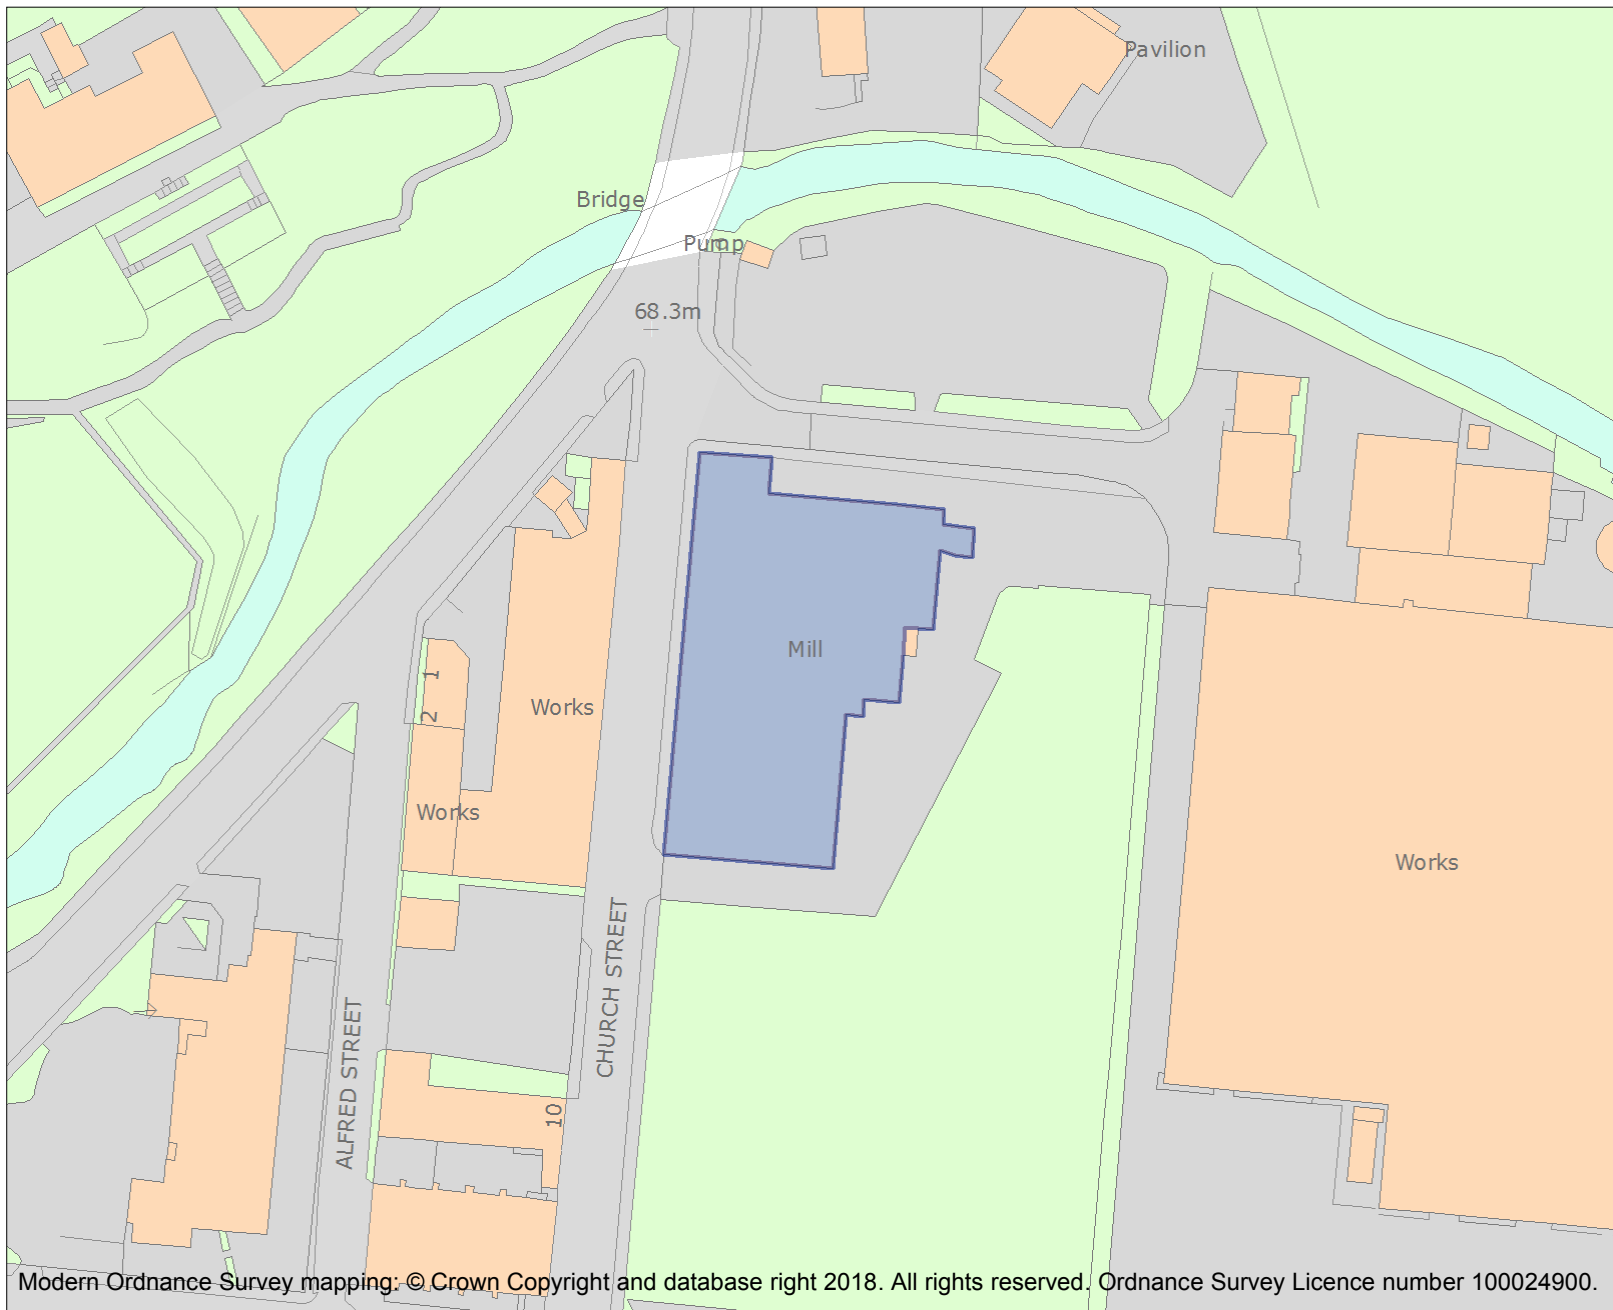 Pavilion
Bridge
Pump
68.3m
Mill
1
2
Works
Works
Works
CHURCH STREET
ALFRED STREET
10
Modern Ordnance Survey mapping: © Crown Copyright and database right 2018. All rights reserved. Ordnance Survey Licence number 100024900.